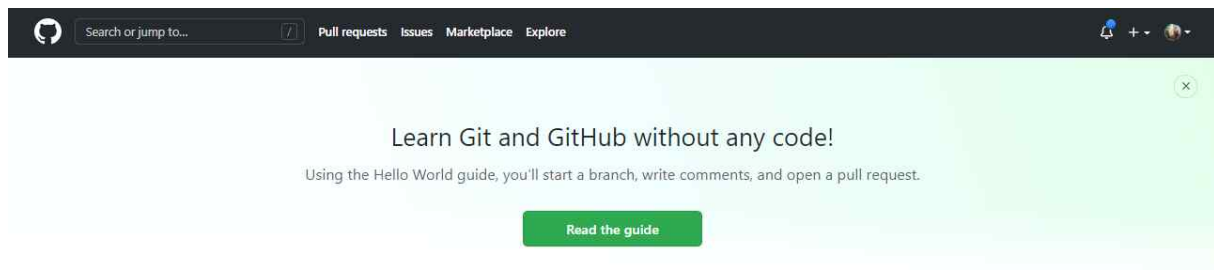 Search or jump to... / Pull requests Issues Marketplace Explore
Learn Git and GitHub without any code!
Using the Hello World guide, you'll start a branch, write comments, and open a pull request.
Read the guide